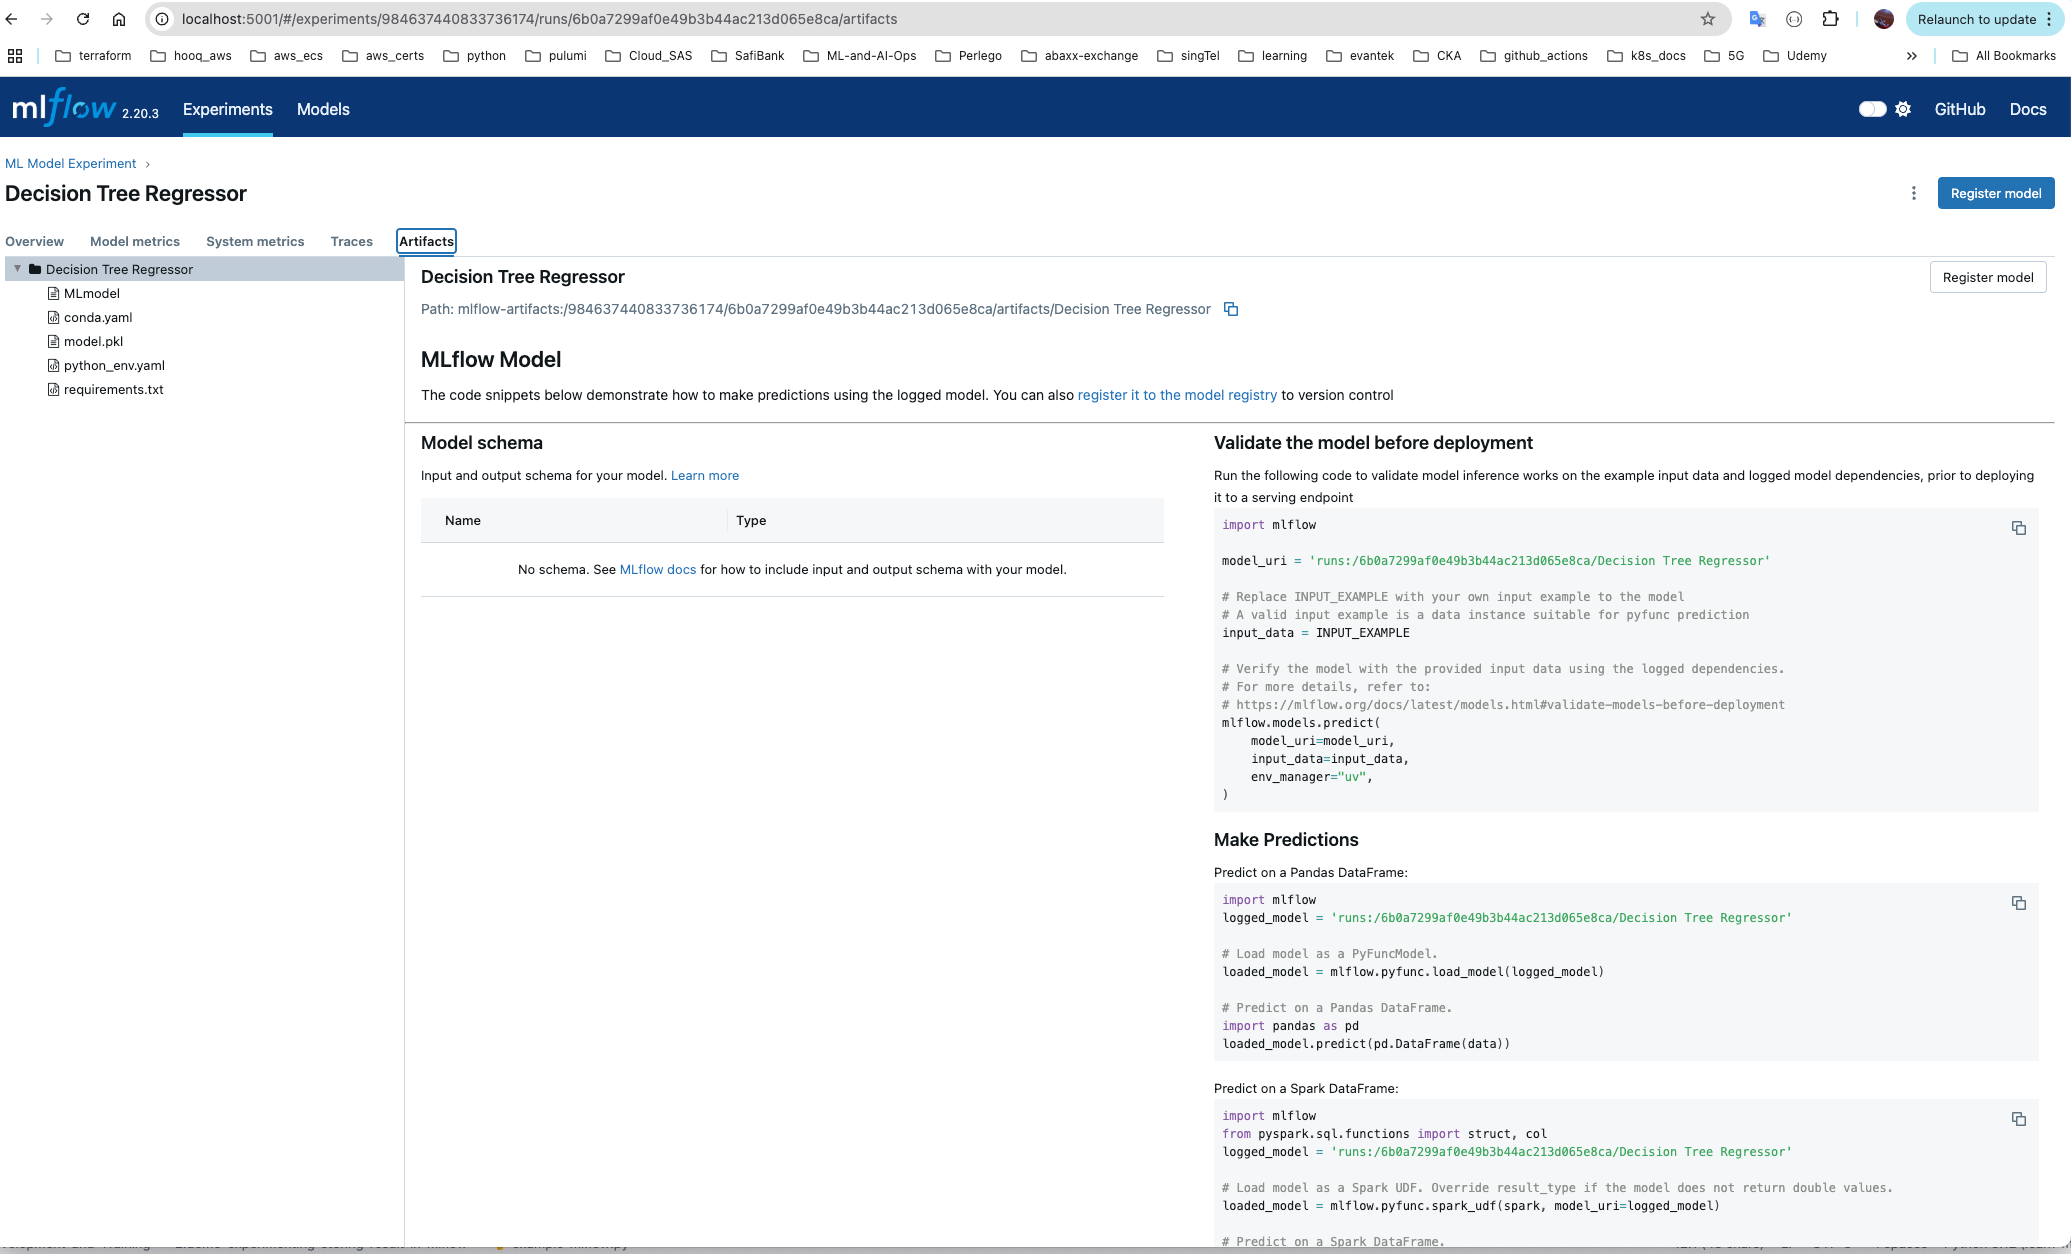 localhost:5001/#/experiments/984637440833736174/runs/6b0a7299af0e49b3b44ac213d065e8ca/artifacts
Relaunch to update
terraform hooq_aws aws_ecs aws_certs python pulumi Cloud_SAS SafiBank ML-and-AI-Ops Perlego abaxx-exchange singTel learning evantek CKA github_actions k8s_docs 5G Udemy » All Bookmarks
mlflow 2.20.3 Experiments Models GitHub Docs
ML Model Experiment ›
Decision Tree Regressor
Register model
Overview Model metrics System metrics Traces Artifacts
Decision Tree Regressor
MLmodel
conda.yaml
model.pkl
python_env.yaml
requirements.txt
Decision Tree Regressor
Register model
Path: mlflow-artifacts:/984637440833736174/6b0a7299af0e49b3b44ac213d065e8ca/artifacts/Decision Tree Regressor
MLflow Model
The code snippets below demonstrate how to make predictions using the logged model. You can also register it to the model registry to version control
Model schema
Input and output schema for your model. Learn more
Name Type
No schema. See MLflow docs for how to include input and output schema with your model.
Validate the model before deployment
Run the following code to validate model inference works on the example input data and logged model dependencies, prior to deploying
it to a serving endpoint
import mlflow
model_uri = 'runs:/6b0a7299af0e49b3b44ac213d065e8ca/Decision Tree Regressor'
# Replace INPUT_EXAMPLE with your own input example to the model
# A valid input example is a data instance suitable for pyfunc prediction
input_data = INPUT_EXAMPLE
# Verify the model with the provided input data using the logged dependencies.
# For more details, refer to:
# https://mlflow.org/docs/latest/models.html#validate-models-before-deployment
mlflow.models.predict(
model_uri=model_uri,
input_data=input_data,
env_manager="uv",
)
Make Predictions
Predict on a Pandas DataFrame:
import mlflow
logged_model = 'runs:/6b0a7299af0e49b3b44ac213d065e8ca/Decision Tree Regressor'
# Load model as a PyFuncModel.
loaded_model = mlflow.pyfunc.load_model(logged_model)
# Predict on a Pandas DataFrame.
import pandas as pd
loaded_model.predict(pd.DataFrame(data))
Predict on a Spark DataFrame:
import mlflow
from pyspark.sql.functions import struct, col
logged_model = 'runs:/6b0a7299af0e49b3b44ac213d065e8ca/Decision Tree Regressor'
# Load model as a Spark UDF. Override result_type if the model does not return double values.
loaded_model = mlflow.pyfunc.spark_udf(spark, model_uri=logged_model)
# Predict on a Spark DataFrame.